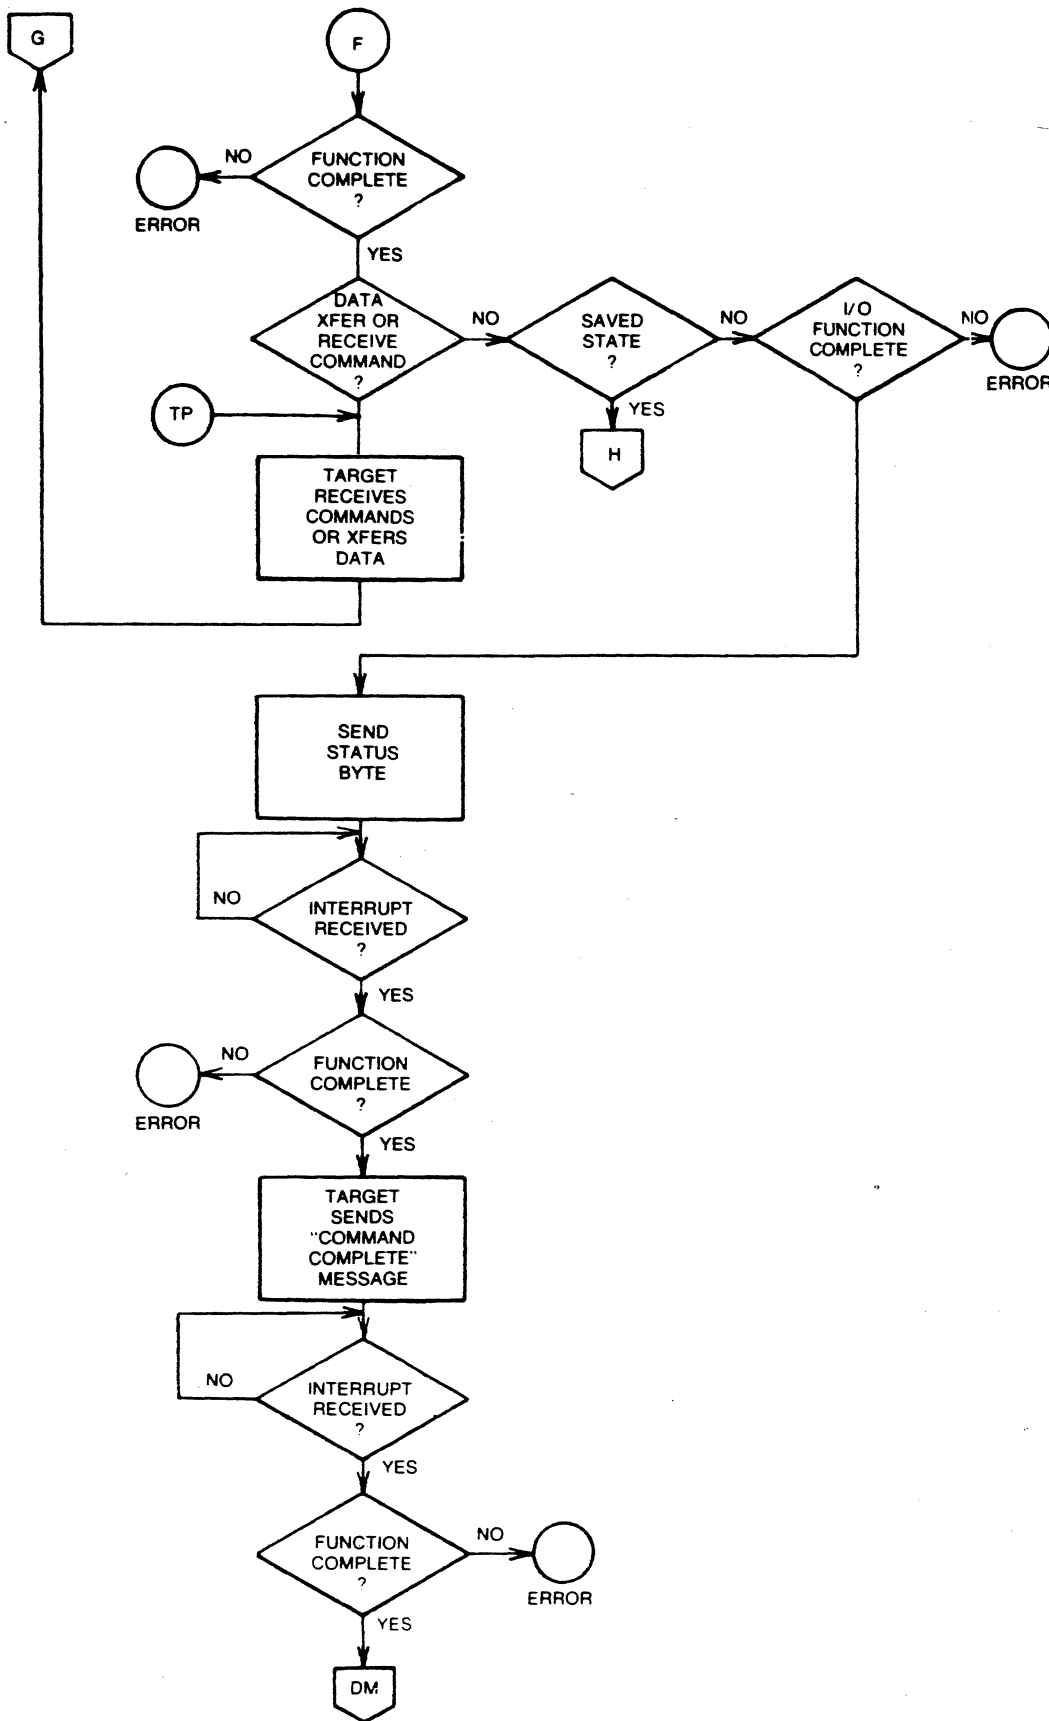 G
F
FUNCTION
COMPLETE
?
NO
ERROR
YES
DATA
XFER OR
RECEIVE
COMMAND
?
NO
SAVED
STATE
?
NO
I/O
FUNCTION
COMPLETE
?
NO
ERROR
YES
H
TP
TARGET
RECEIVES
COMMANDS
OR XFERS
DATA
SEND
STATUS
BYTE
NO
INTERRUPT
RECEIVED
?
YES
NO
FUNCTION
COMPLETE
?
ERROR
YES
TARGET
SENDS
"COMMAND
COMPLETE"
MESSAGE
NO
INTERRUPT
RECEIVED
?
YES
FUNCTION
COMPLETE
?
NO
ERROR
YES
DM